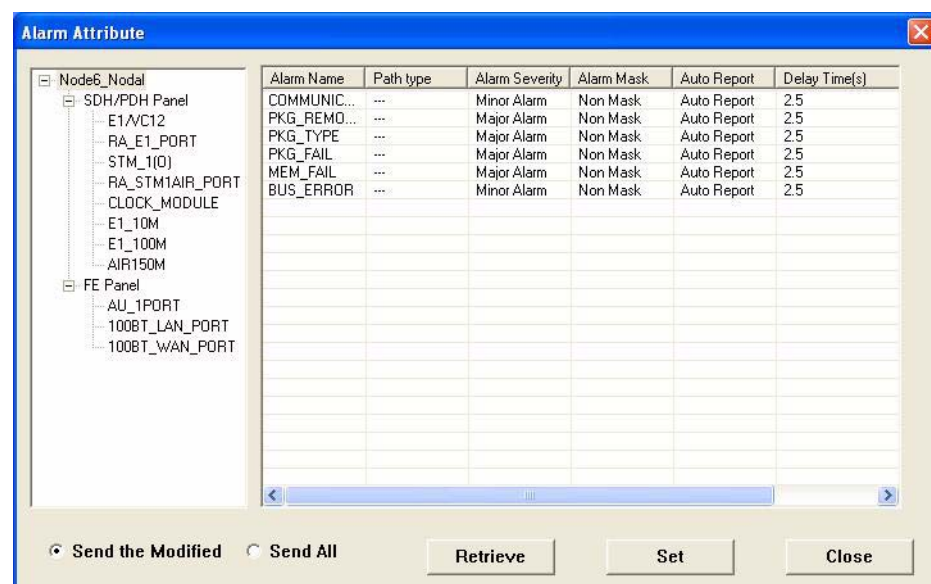 Alarm Attribute
Node6_Nodal
SDH/PDH Panel
E1/VC12
RA_E1_PORT
STM_1(O)
RA_STM1AIR_PORT
CLOCK_MODULE
E1_10M
E1_100M
AIR150M
FE Panel
AU_1PORT
100BT_LAN_PORT
100BT_WAN_PORT
Alarm Name Path type Alarm Severity Alarm Mask Auto Report Delay Time(s)
COMMUNIC... --- Minor Alarm Non Mask Auto Report 2.5
PKG_REMO... --- Major Alarm Non Mask Auto Report 2.5
PKG_TYPE --- Major Alarm Non Mask Auto Report 2.5
PKG_FAIL --- Major Alarm Non Mask Auto Report 2.5
MEM_FAIL --- Major Alarm Non Mask Auto Report 2.5
BUS_ERROR --- Minor Alarm Non Mask Auto Report 2.5
Send the Modified Send All Retrieve Set Close